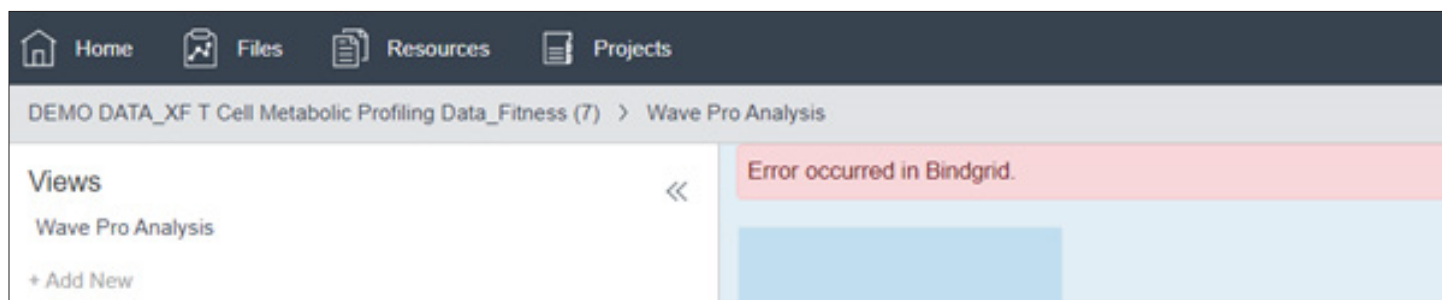 Home Files Resources Projects
DEMO DATA_XF T Cell Metabolic Profiling Data_Fitness (7) > Wave Pro Analysis
Views
Wave Pro Analysis
+ Add New
Error occurred in Bindgrid.